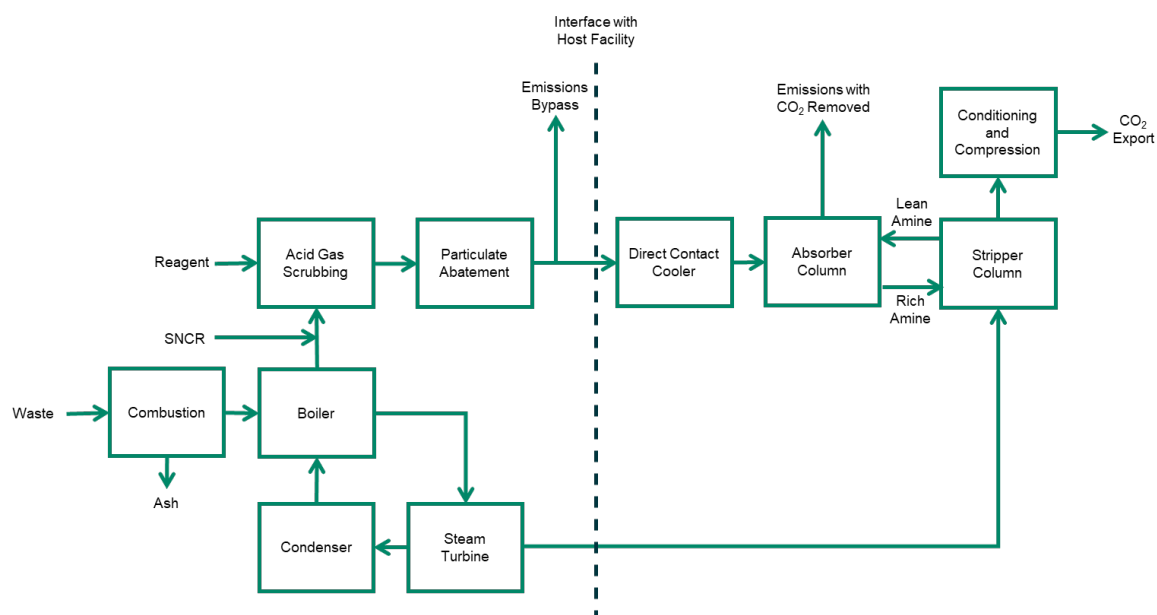 Interface with
Host Facility
Emissions
Bypass
Emissions with
CO₂ Removed
Conditioning
and
Compression
CO₂
Export
Lean
Amine
Reagent
Acid Gas
Scrubbing
Particulate
Abatement
Direct Contact
Cooler
Absorber
Column
Stripper
Column
Rich
Amine
SNCR
Waste
Combustion
Boiler
Ash
Condenser
Steam
Turbine